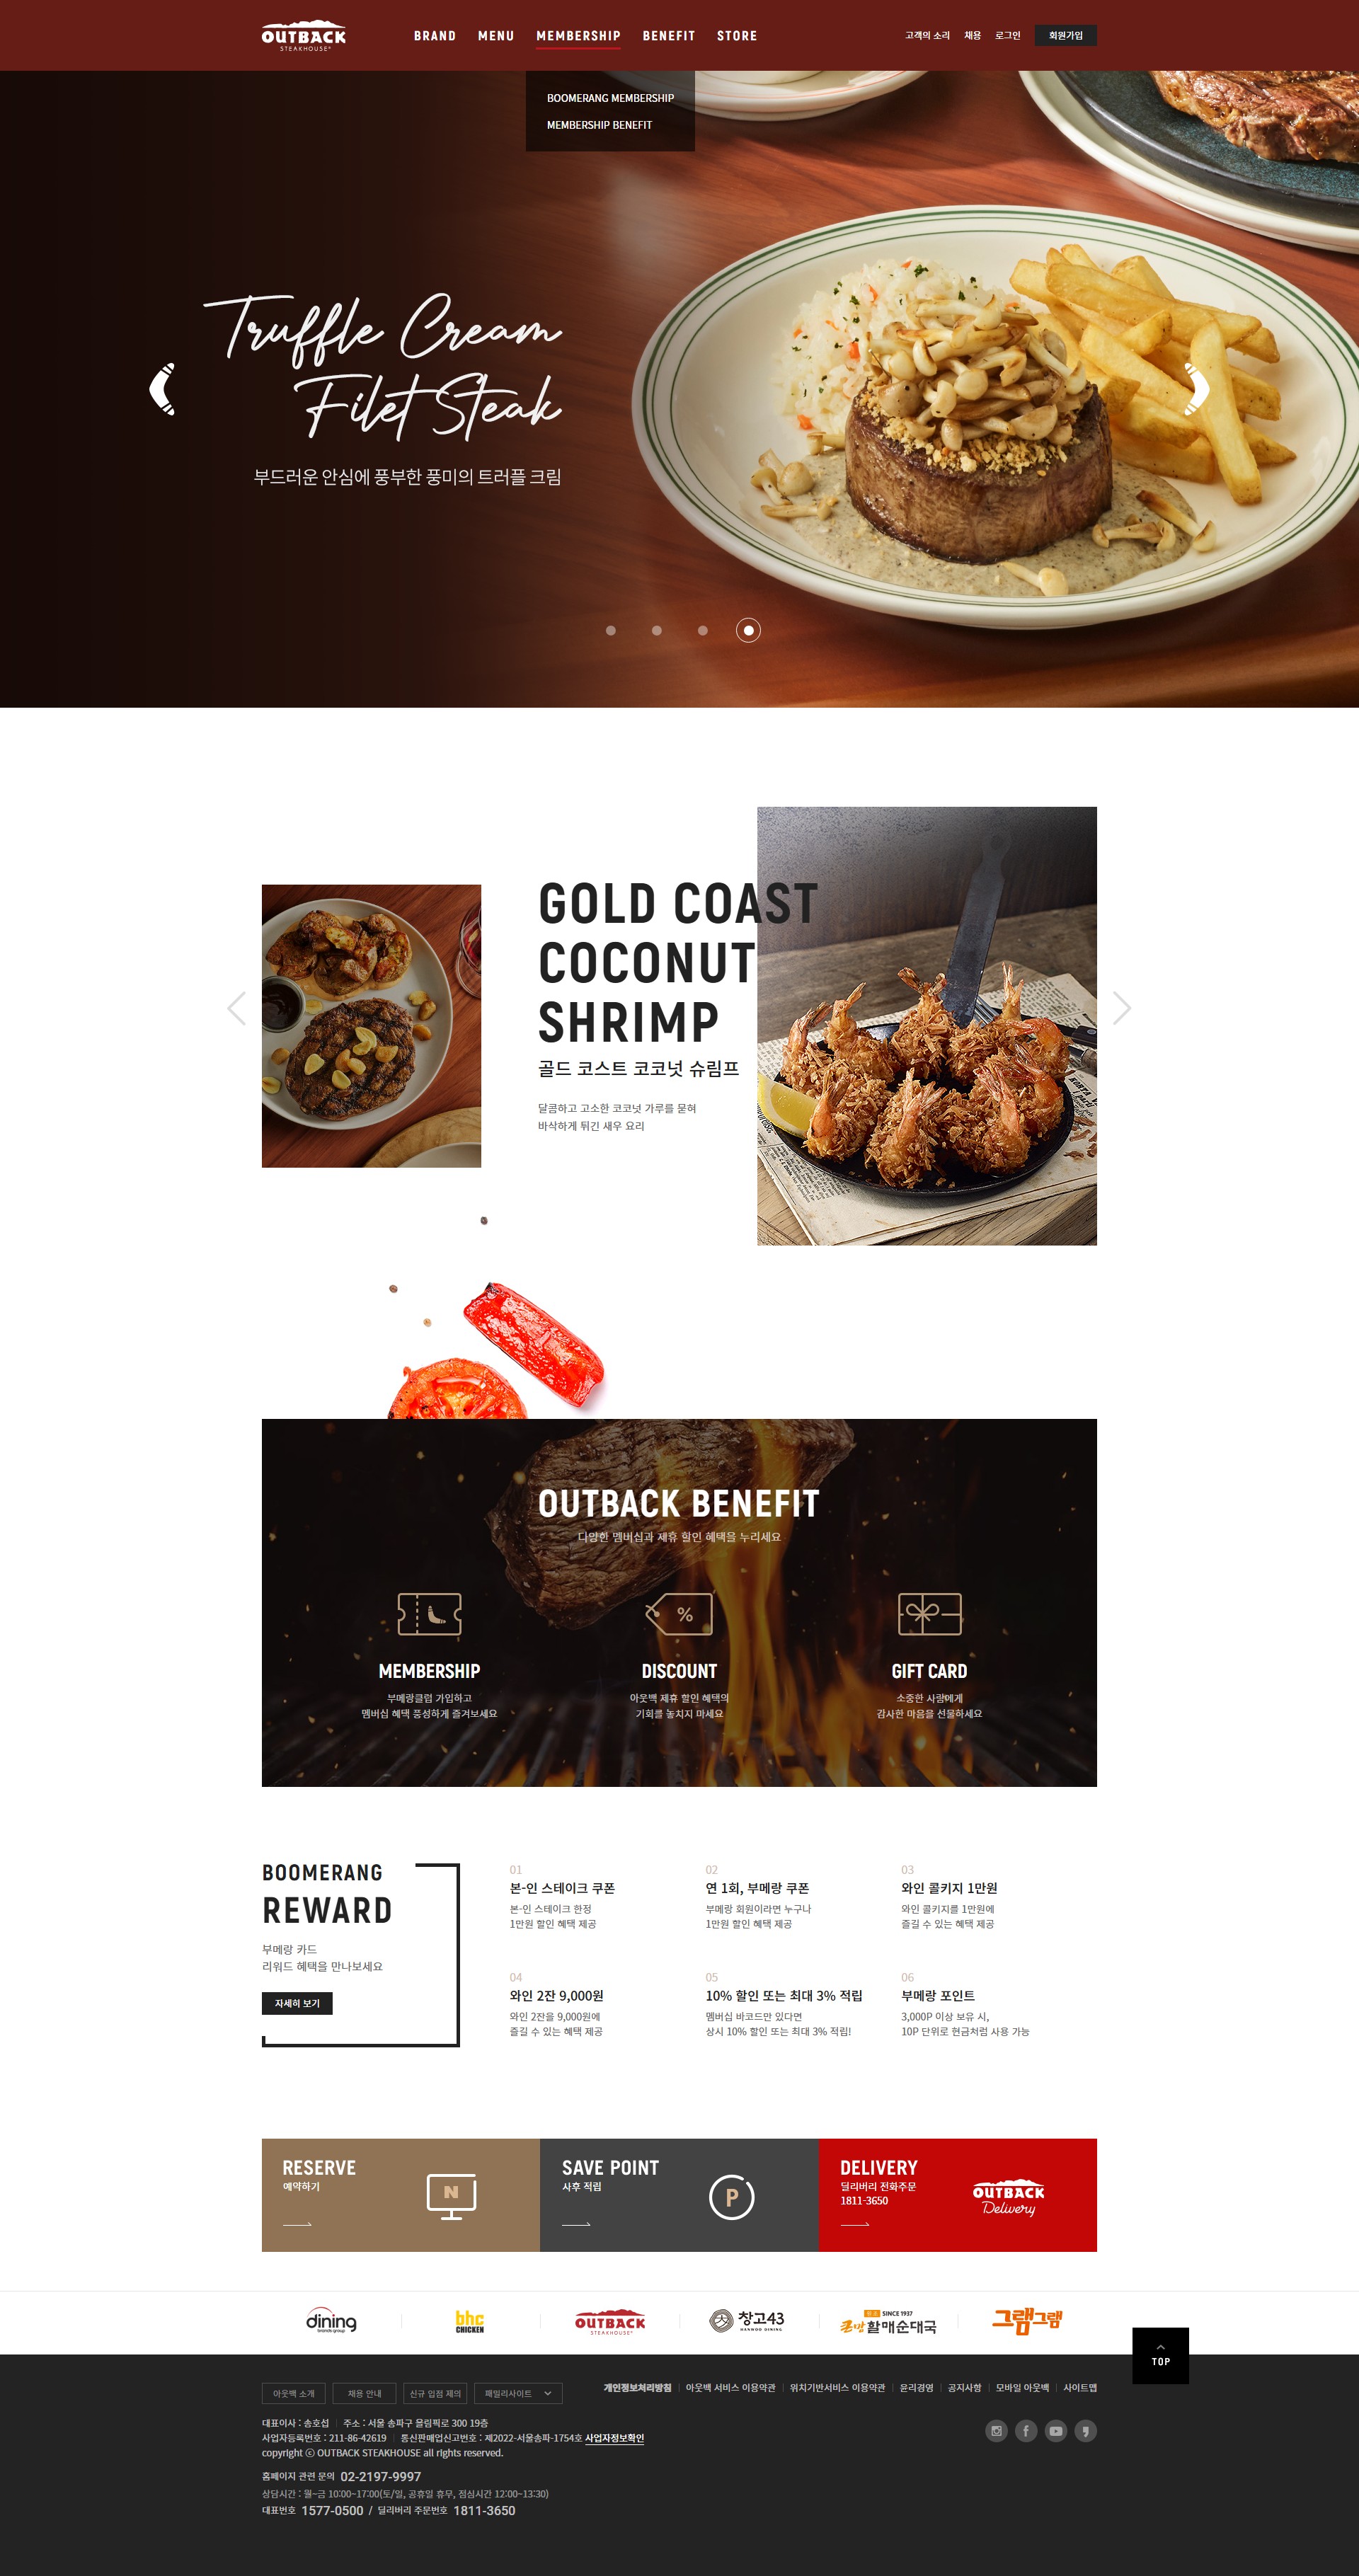 OUTBACK
STEAKHOUSE
BRAND MENU MEMBERSHIP BENEFIT STORE
고객의 소리 채용 로그인 회원가입
BOOMERANG MEMBERSHIP
MEMBERSHIP BENEFIT
Truffle Cream
Filet Steak
부드러운 안심에 풍부한 풍미의 트러플 크림
GOLD COAST
COCONUT
SHRIMP
골드 코스트 코코넛 슈림프
달콤하고 고소한 코코넛 가루를 묻혀
바삭하게 튀긴 새우 요리
OUTBACK BENEFIT
다양한 멤버십과 제휴 할인 혜택을 누리세요
%
MEMBERSHIP
부메랑클럽 가입하고
멤버십 혜택 풍성하게 즐겨보세요
DISCOUNT
아웃백 제휴 할인 혜택의
기회를 놓치지 마세요
GIFT CARD
소중한 사람에게
감사한 마음을 선물하세요
BOOMERANG
REWARD
부메랑 카드
리워드 혜택을 만나보세요
자세히 보기
01
본-인 스테이크 쿠폰
본-인 스테이크 한정
1만원 할인 혜택 제공
02
연 1회, 부메랑 쿠폰
부메랑 회원이라면 누구나
1만원 할인 혜택 제공
03
와인 콜키지 1만원
와인 콜키지를 1만원에
즐길 수 있는 혜택 제공
04
와인 2잔 9,000원
와인 2잔을 9,000원에
즐길 수 있는 혜택 제공
05
10% 할인 또는 최대 3% 적립
멤버십 바코드만 있다면
상시 10% 할인 또는 최대 3% 적립!
06
부메랑 포인트
3,000P 이상 보유 시,
10P 단위로 현금처럼 사용 가능
RESERVE
예약하기
N
SAVE POINT
사후 적립
P
DELIVERY
딜리버리 전화주문
1811-3650
OUTBACK
Delivery
dining
brands group
bhc
CHICKEN
OUTBACK
STEAKHOUSE
창고43
HANWOO DINING
SINCE 1937
큰맘할매순대국
그램그램
TOP
아웃백 소개 채용 안내 신규 입점 제의 패밀리사이트
개인정보처리방침 아웃백 서비스 이용약관 위치기반서비스 이용약관 윤리경영 공지사항 모바일 아웃백 사이트맵
대표이사 : 송호섭 주소 : 서울 송파구 올림픽로 300 19층
사업자등록번호 : 211-86-42619 통신판매업신고번호 : 제2022-서울송파-1754호 사업자정보확인
copyright ⓒ OUTBACK STEAKHOUSE all rights reserved.
홈페이지 관련 문의 02-2197-9997
상담시간 : 월~금 10:00~17:00(토/일, 공휴일 휴무, 점심시간 12:00~13:30)
대표번호 1577-0500 / 딜리버리 주문번호 1811-3650